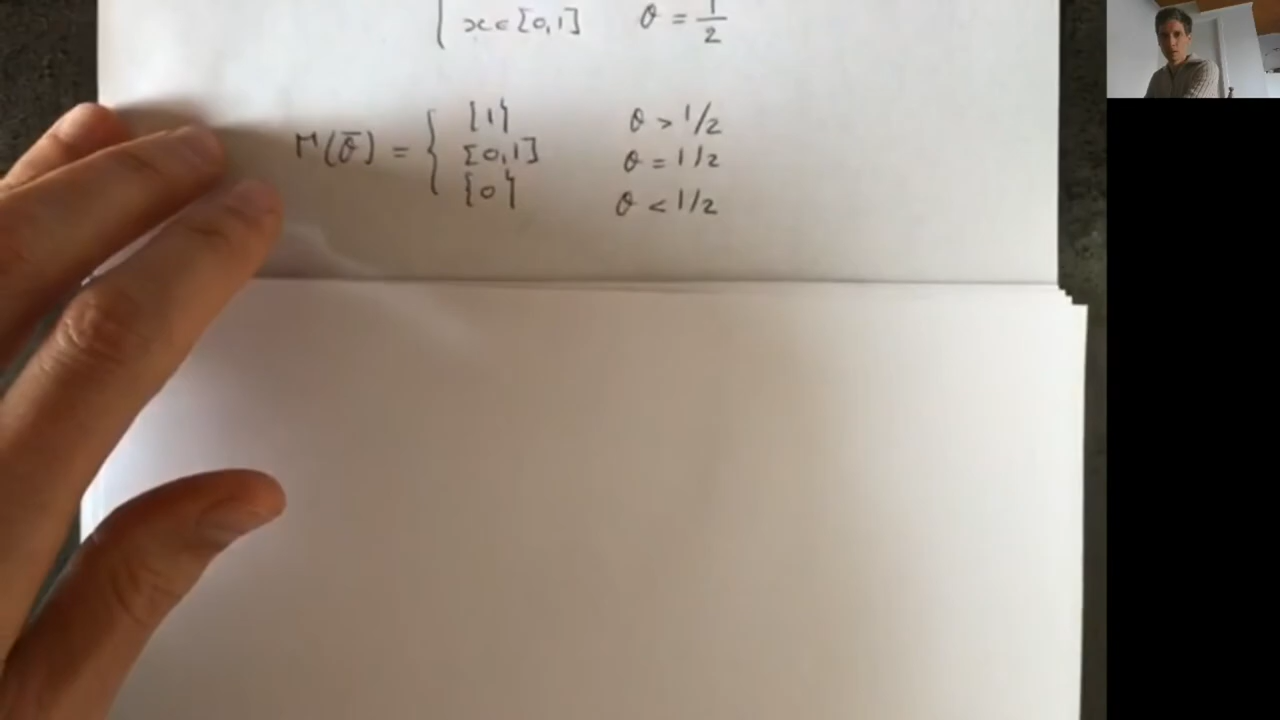 x ∈ [0,1] θ = 1/2
Γ(θ̄) = { {1} θ > 1/2
[0,1] θ = 1/2
{0} θ < 1/2